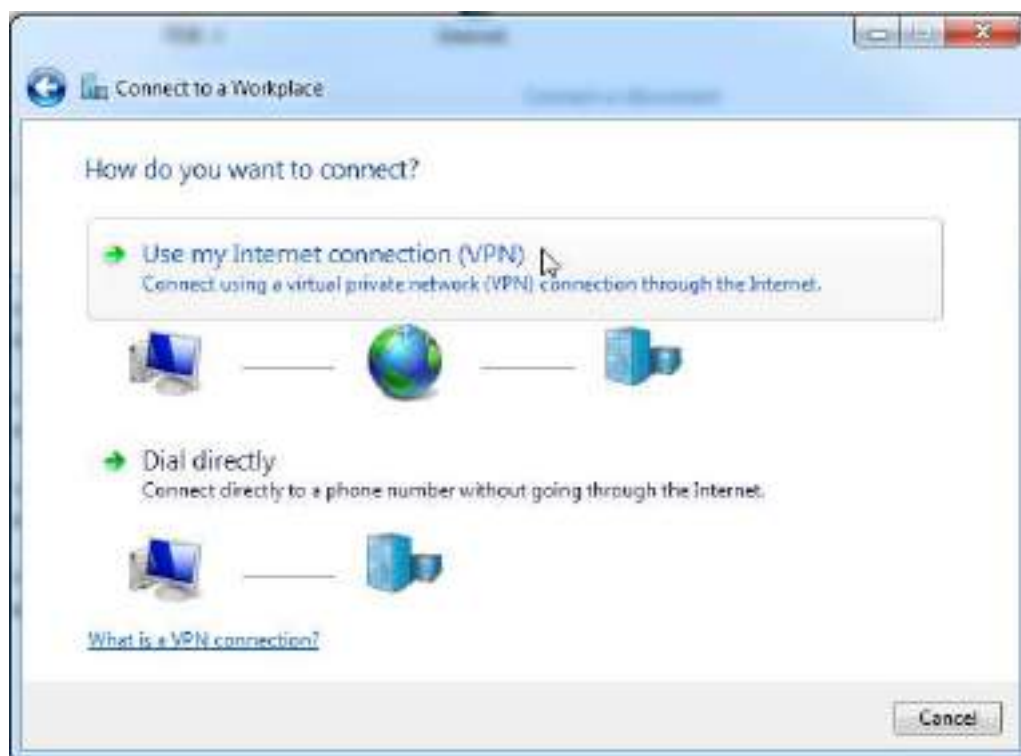 Connect to a Workplace
How do you want to connect?
Use my Internet connection (VPN)
Connect using a virtual private network (VPN) connection through the Internet.
Dial directly
Connect directly to a phone number without going through the Internet.
What is a VPN connection?
Cancel